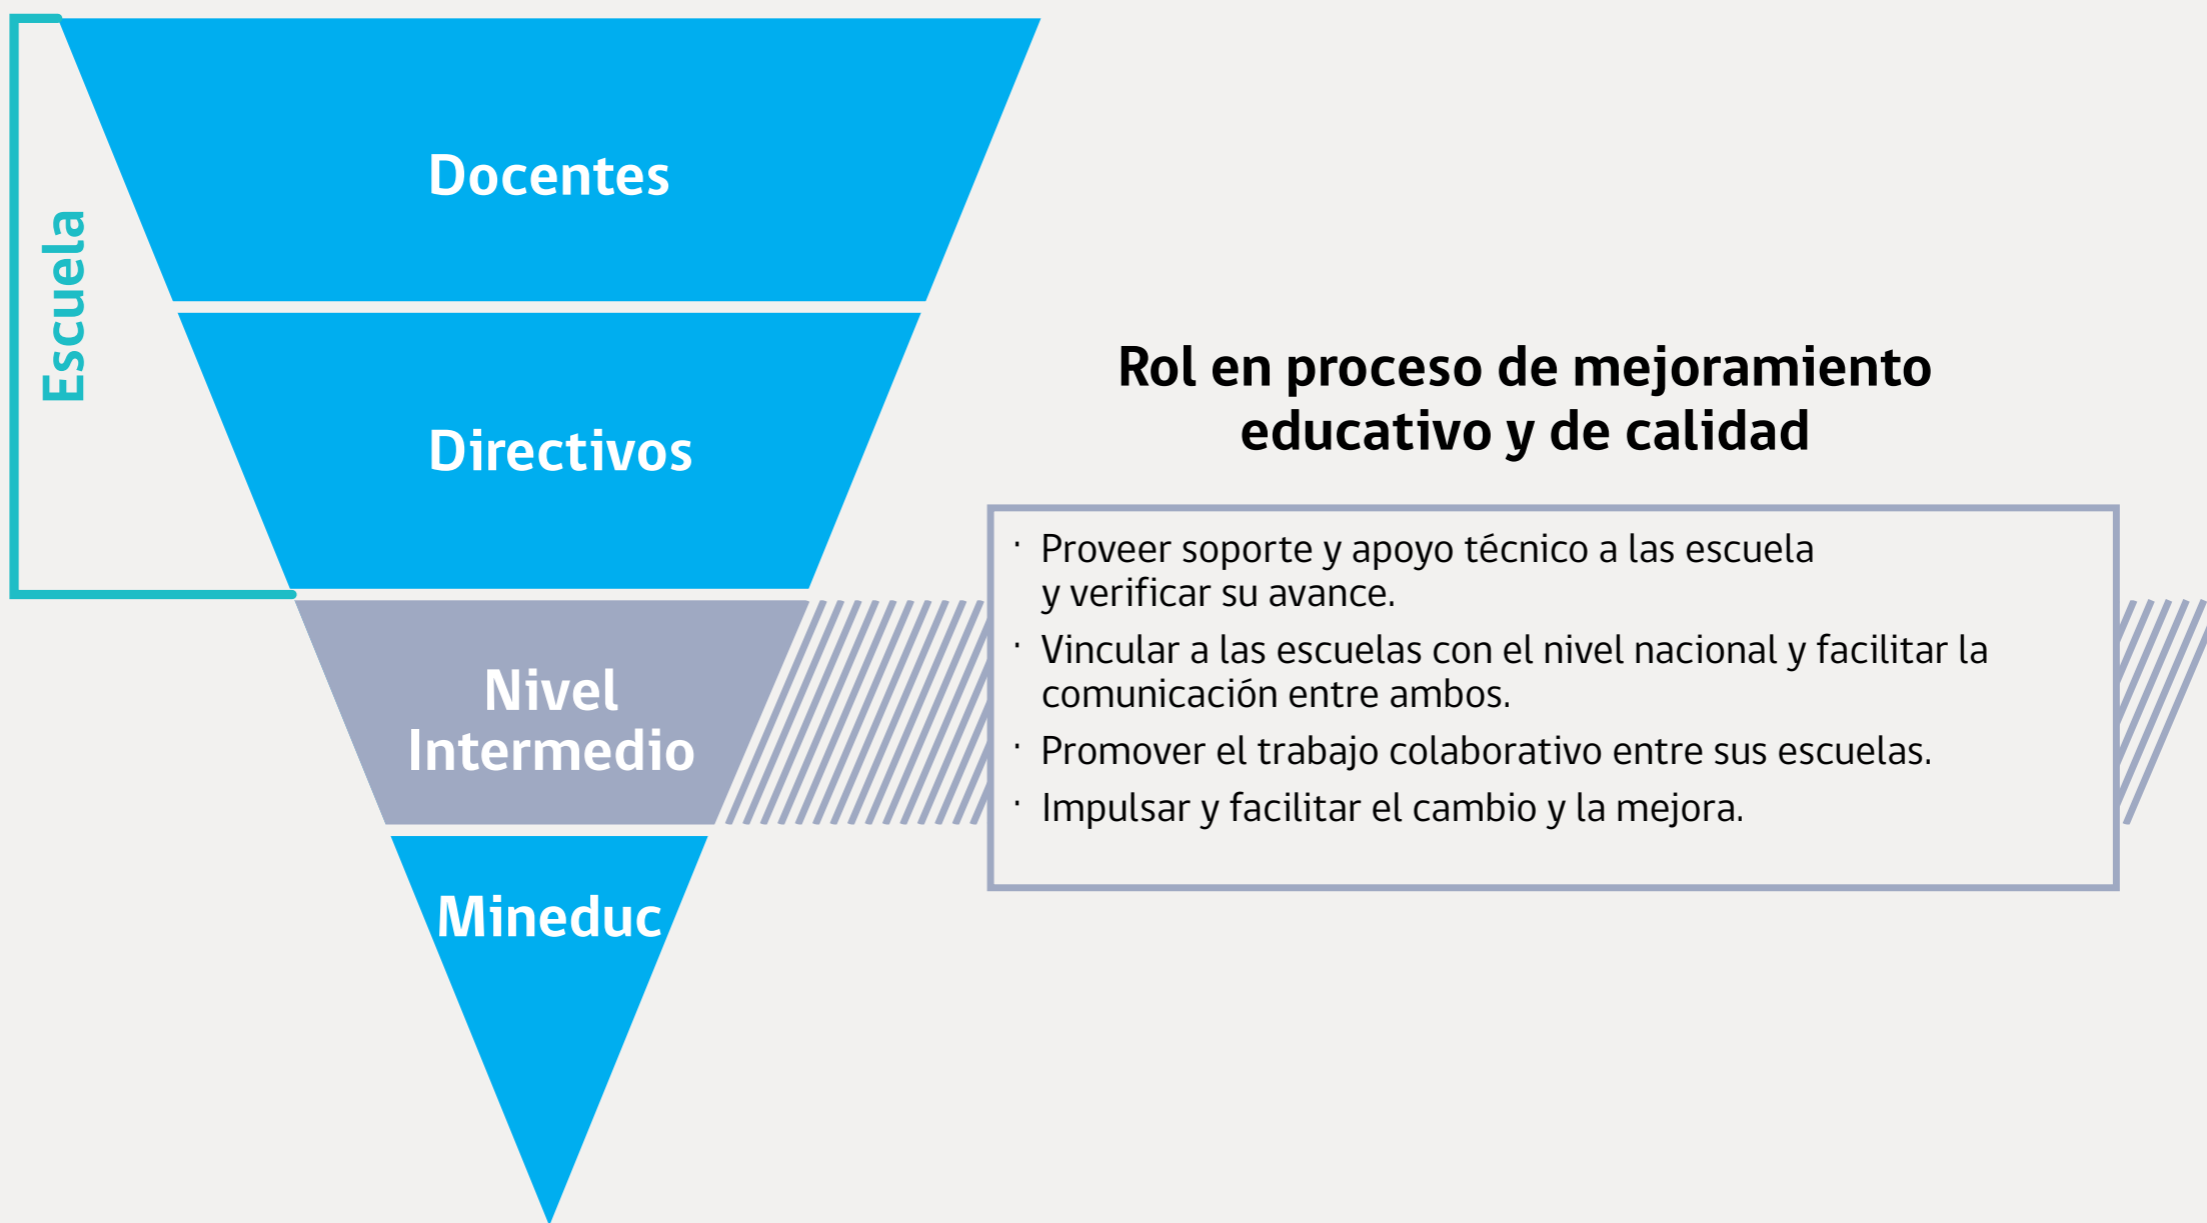 Escuela
Docentes
Directivos
Nivel
Intermedio
Mineduc
Rol en proceso de mejoramiento
educativo y de calidad
· Proveer soporte y apoyo técnico a las escuela
y verificar su avance.
· Vincular a las escuelas con el nivel nacional y facilitar la
comunicación entre ambos.
· Promover el trabajo colaborativo entre sus escuelas.
· Impulsar y facilitar el cambio y la mejora.